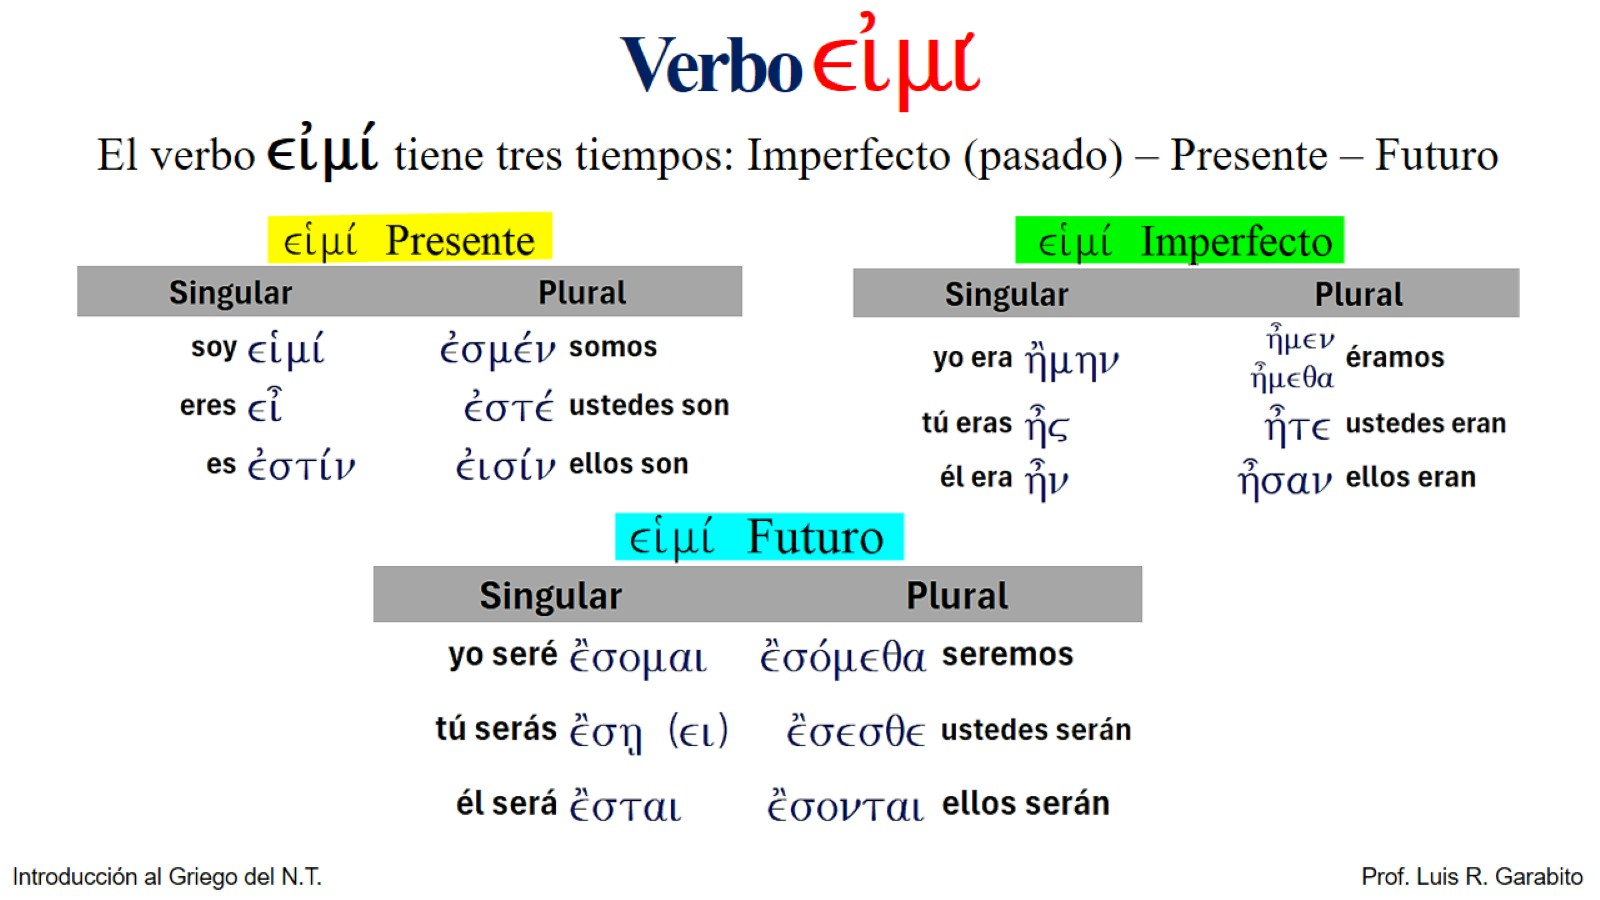 Verbo εἰμί
El verbo εἰμί tiene tres tiempos: Imperfecto (pasado) – Presente – Futuro
εἰμί Presente
Singular Plural
soy εἰμί ἐσμέν somos
eres εἶ ἐστέ ustedes son
es ἐστίν ἐισίν ellos son
εἰμί Imperfecto
Singular Plural
yo era ἤμην ἦμεν ἤμεθα éramos
tú eras ἦς ἦτε ustedes eran
él era ἦν ἦσαν ellos eran
εἰμί Futuro
Singular Plural
yo seré ἔσομαι ἔσόμεθα seremos
tú serás ἔσῃ (ει) ἔσεσθε ustedes serán
él será ἔσται ἔσονται ellos serán
Introducción al Griego del N.T. Prof. Luis R. Garabito